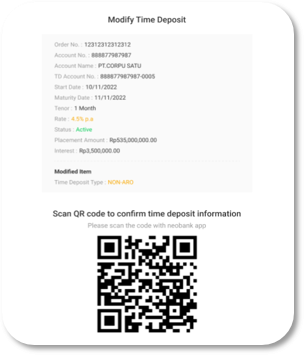 Modify Time Deposit
Order No. : 12312312312312
Account No. : 888877987987
Account Name : PT.CORPU SATU
TD Account No. : 888877987987-0005
Start Date : 10/11/2022
Maturity Date : 11/11/2022
Tenor : 1 Month
Rate : 4.5% p.a
Status : Active
Placement Amount : Rp535,000,000.00
Interest : Rp3,500,000.00
Modified Item
Time Deposit Type : NON ARO
Scan QR code to confirm time deposit information
Please scan the code with neobank app